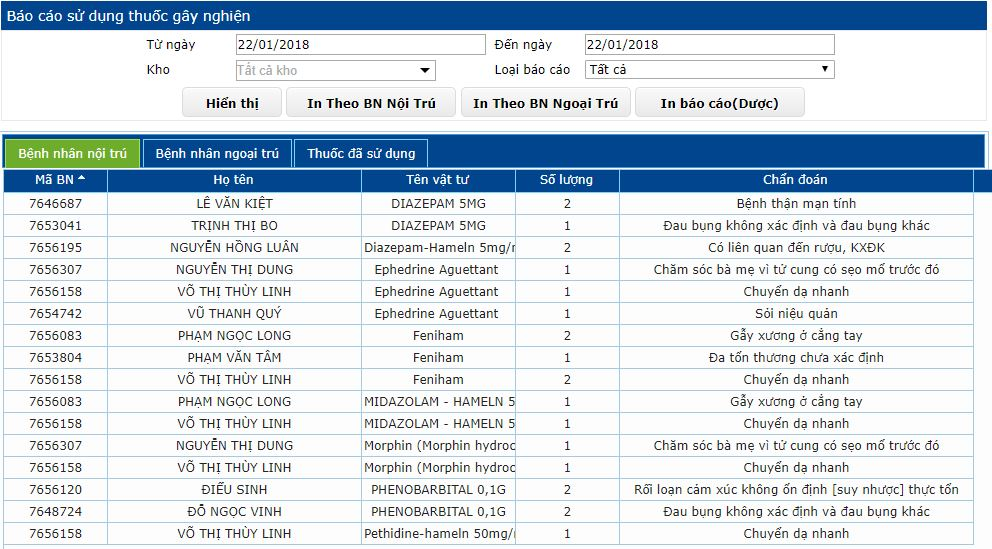 Báo cáo sử dụng thuốc gây nghiện
Từ ngày 22/01/2018 Đến ngày 22/01/2018
Kho Tất cả kho Loại báo cáo Tất cả
Hiển thị In Theo BN Nội Trú In Theo BN Ngoại Trú In báo cáo(Dược)
Bệnh nhân nội trú Bệnh nhân ngoại trú Thuốc đã sử dụng
Mã BN Họ tên Tên vật tư Số lượng Chẩn đoán
7646687 LÊ VĂN KIỆT DIAZEPAM 5MG 2 Bệnh thận mạn tính
7653041 TRỊNH THỊ BO DIAZEPAM 5MG 1 Đau bụng không xác định và đau bụng khác
7656195 NGUYỄN HỒNG LUÂN Diazepam-Hameln 5mg/m 2 Có liên quan đến rượu, KXĐK
7656307 NGUYỄN THỊ DUNG Ephedrine Aguettant 1 Chăm sóc bà mẹ vì tử cung có sẹo mổ trước đó
7656158 VÕ THỊ THÙY LINH Ephedrine Aguettant 1 Chuyển dạ nhanh
7654742 VŨ THANH QUÝ Ephedrine Aguettant 1 Sỏi niệu quản
7656083 PHẠM NGỌC LONG Feniham 2 Gẫy xương ở cẳng tay
7653804 PHẠM VĂN TÂM Feniham 1 Đa tổn thương chưa xác định
7656158 VÕ THỊ THÙY LINH Feniham 2 Chuyển dạ nhanh
7656083 PHẠM NGỌC LONG MIDAZOLAM - HAMELN 5 1 Gẫy xương ở cẳng tay
7656158 VÕ THỊ THÙY LINH MIDAZOLAM - HAMELN 5 1 Chuyển dạ nhanh
7656307 NGUYỄN THỊ DUNG Morphin (Morphin hydroc 1 Chăm sóc bà mẹ vì tử cung có sẹo mổ trước đó
7656158 VÕ THỊ THÙY LINH Morphin (Morphin hydroc 1 Chuyển dạ nhanh
7656120 ĐIỂU SINH PHENOBARBITAL 0,1G 2 Rối loạn cảm xúc không ổn định [suy nhược] thực tổn
7648724 ĐỖ NGỌC VINH PHENOBARBITAL 0,1G 2 Đau bụng không xác định và đau bụng khác
7656158 VÕ THỊ THÙY LINH Pethidine-hameln 50mg/m 1 Chuyển dạ nhanh